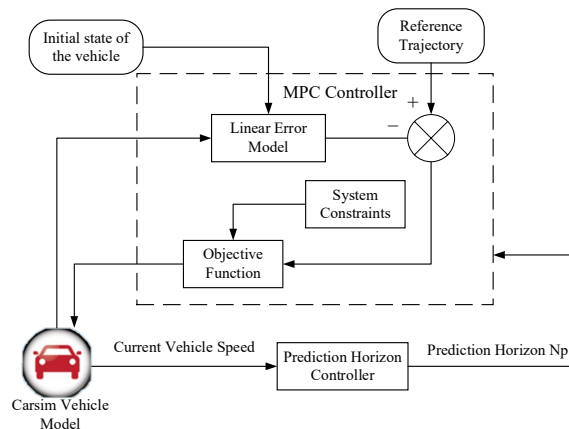 Initial state of
the vehicle
Reference
Trajectory
MPC Controller
+
−
Linear Error
Model
System
Constraints
Objective
Function
Current Vehicle Speed
Prediction Horizon
Controller
Prediction Horizon Np
Carsim Vehicle
Model